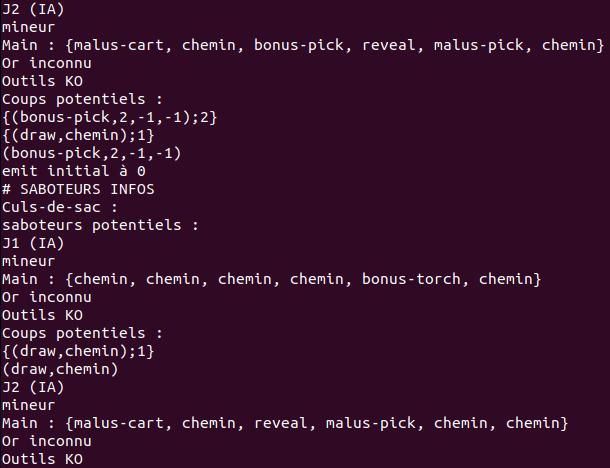 J2 (IA)
mineur
Main : {malus-cart, chemin, bonus-pick, reveal, malus-pick, chemin}
Or inconnu
Outils KO
Coups potentiels :
{(bonus-pick,2,-1,-1);2}
{(draw,chemin);1}
(bonus-pick,2,-1,-1)
emit initial à 0
# SABOTEURS INFOS
Culs-de-sac :
saboteurs potentiels :
J1 (IA)
mineur
Main : {chemin, chemin, chemin, chemin, bonus-torch, chemin}
Or inconnu
Outils KO
Coups potentiels :
{(draw,chemin);1}
(draw,chemin)
J2 (IA)
mineur
Main : {malus-cart, chemin, reveal, malus-pick, chemin, chemin}
Or inconnu
Outils KO